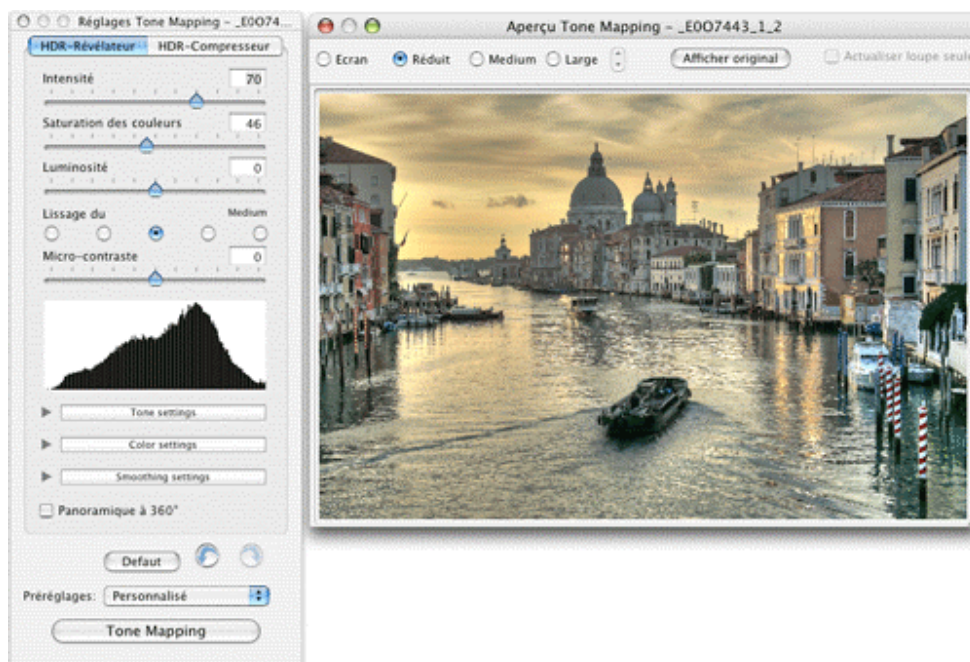 Réglages Tone Mapping - _E0O74...
HDR-Révélateur HDR-Compresseur
Intensité 70
Saturation des couleurs 46
Luminosité 0
Lissage du Medium
Micro-contraste 0
Tone settings
Color settings
Smoothing settings
Panoramique à 360°
Defaut
Préréglages: Personnalisé
Tone Mapping
Aperçu Tone Mapping - _E0O7443_1_2
Ecran Réduit Medium Large Afficher original Actualiser loupe seule